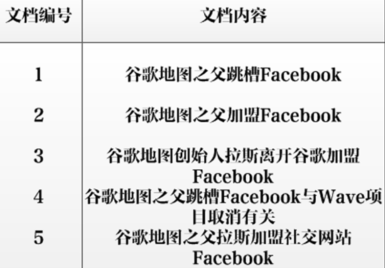 文档编号 文档内容
1 谷歌地图之父跳槽Facebook
2 谷歌地图之父加盟Facebook
3 谷歌地图创始人拉斯离开谷歌加盟
Facebook
4 谷歌地图之父跳槽Facebook与Wave项
目取消有关
5 谷歌地图之父拉斯加盟社交网站
Facebook